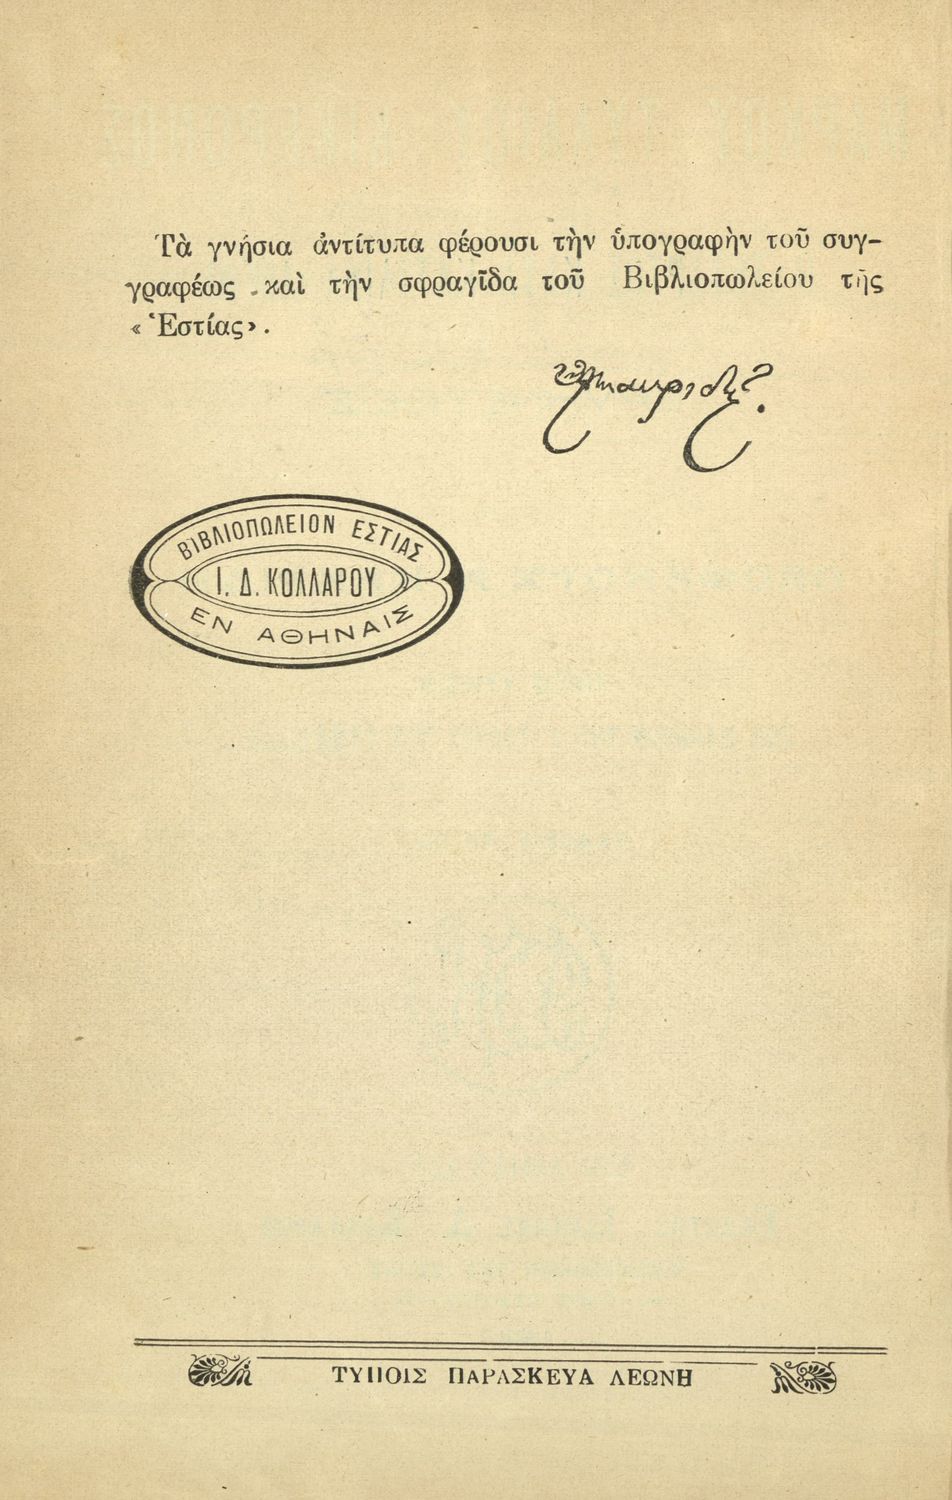 Τὰ γνήσια ἀντίτυπα φέρουσι τὴν ὑπογραφὴν τοῦ συγ-
γραφέως καὶ τὴν σφραγῖδα τοῦ Βιβλιοπωλείου τῆς
«Ἑστίας».
ΒΙΒΛΙΟΠΩΛΕΙΟΝ ΕΣΤΙΑΣ
Ι. Δ. ΚΟΛΛΑΡΟΥ
ΕΝ ΑΘΗΝΑΙΣ
ΤΥΠΟΙΣ ΠΑΡΑΣΚΕΥΑ ΛΕΩΝΗ